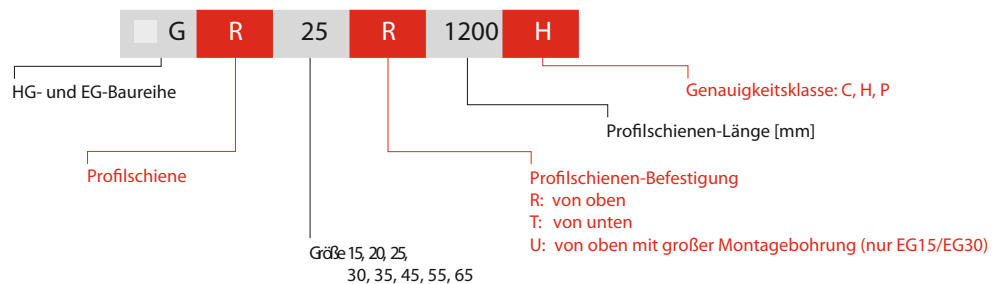 G R 25 R 1200 H
HG- und EG-Baureihe
Genauigkeitsklasse: C, H, P
Profilschienen-Länge [mm]
Profilschiene
Profilschienen-Befestigung
R: von oben
T: von unten
U: von oben mit großer Montagebohrung (nur EG15/EG30)
Größe 15, 20, 25,
30, 35, 45, 55, 65